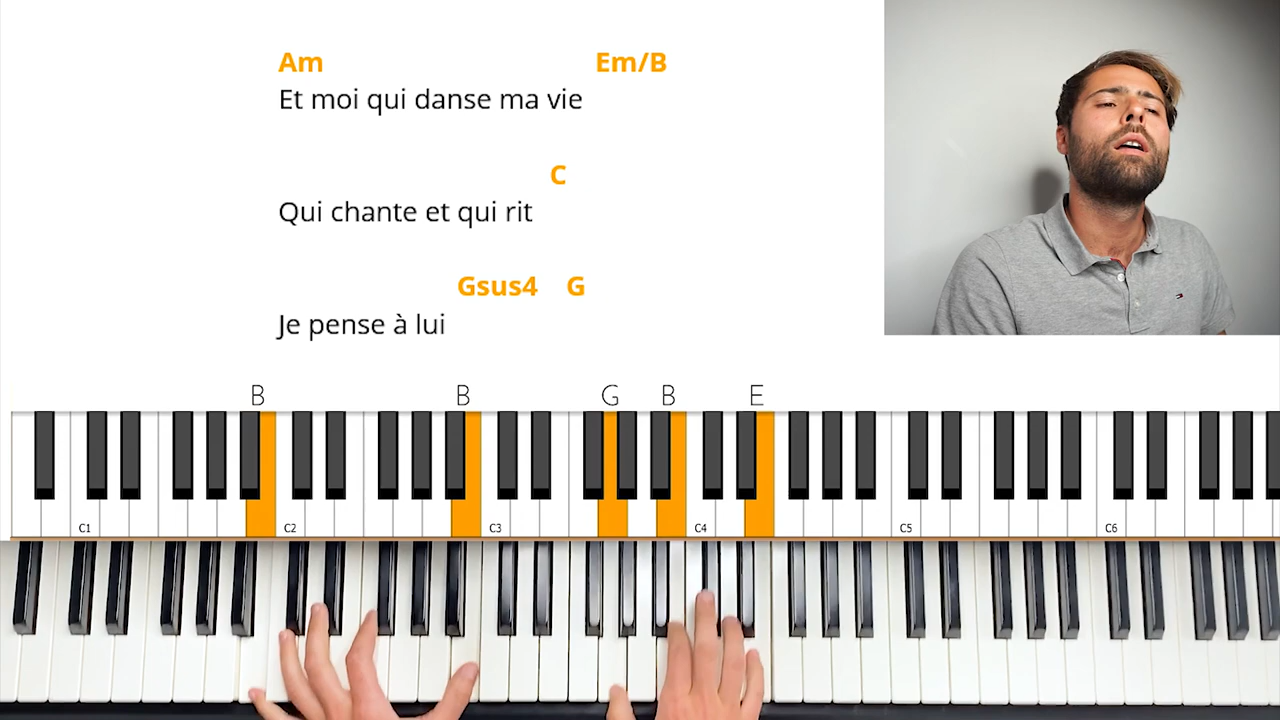 Am Em/B
Et moi qui danse ma vie
C
Qui chante et qui rit
Gsus4 G
Je pense à lui
B B G B E
C1 C2 C3 C4 C5 C6